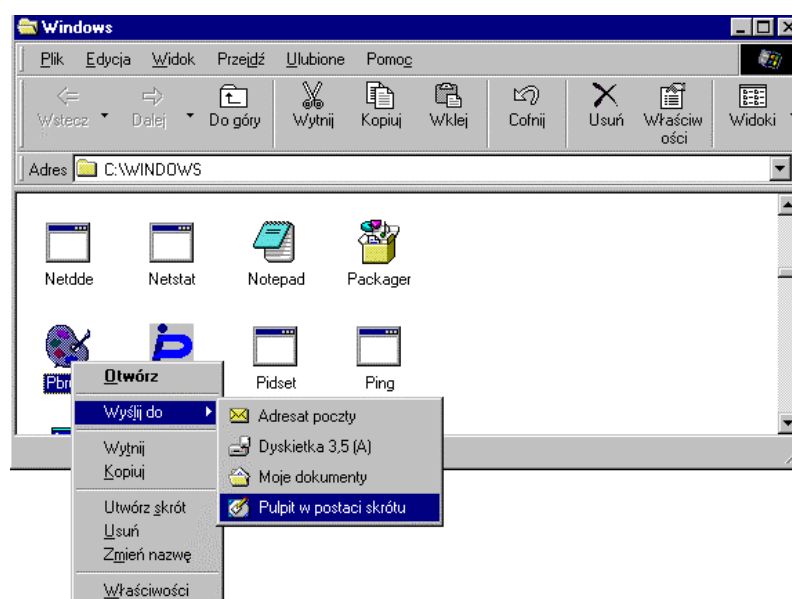 Windows
Plik Edycja Widok Przejdź Ulubione Pomoc
Wstecz Dalej Do góry Wytnij Kopiuj Wklej Cofnij Usuń Właściwości Widoki
Adres C:\WINDOWS
Netdde Netstat Notepad Packager
Pidset Ping
Otwórz
Wyślij do
Wytnij
Kopiuj
Utwórz skrót
Usuń
Zmień nazwę
Właściwości
Adresat poczty
Dyskietka 3,5 (A)
Moje dokumenty
Pulpit w postaci skrótu